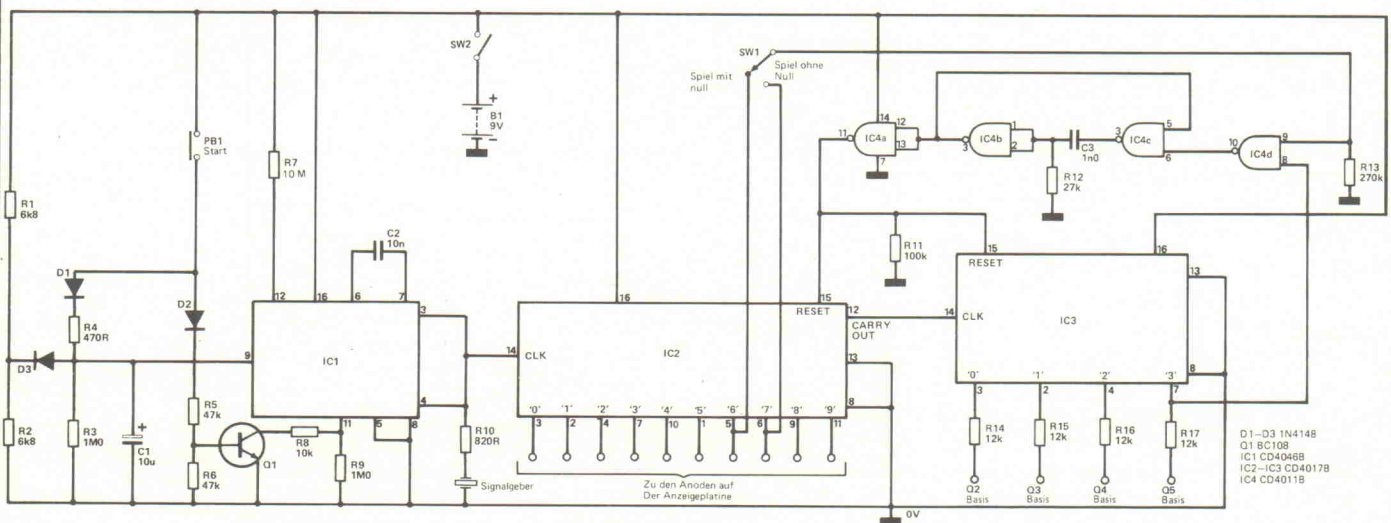 SW2
+
B1
9V
-
PB1
Start
R7
10 M
R1
6k8
D1
R4
470R
D2
D3
R2
6k8
R3
1M0
C1
10u
+
R5
47k
R6
47k
Q1
R8
10k
R9
1M0
C2
10n
IC1
12
16
6
7
3
4
9
11
5
8
R10
820R
Signalgeber
SW1
Spiel mit
null
Spiel ohne
Null
16
15
RESET
12
CARRY
OUT
14
CLK
IC2
13
8
'0'
'1'
'2'
'3'
'4'
'5'
'6'
'7'
'8'
'9'
3
2
4
7
10
1
5
6
9
11
Zu den Anoden auf
Der Anzeigeplatine
0V
11
IC4a
14
12
13
7
3
IC4b
1
2
R12
27k
C3
1n0
3
IC4c
5
6
10
IC4d
9
8
R13
270k
R11
100k
15
RESET
16
13
14
CLK
IC3
8
'0'
'1'
'2'
'3'
3
2
4
7
R14
12k
R15
12k
R16
12k
R17
12k
Q2
Basis
Q3
Basis
Q4
Basis
Q5
Basis
D1–D3 1N4148
Q1 BC108
IC1 CD4046B
IC2–IC3 CD4017B
IC4 CD4011B